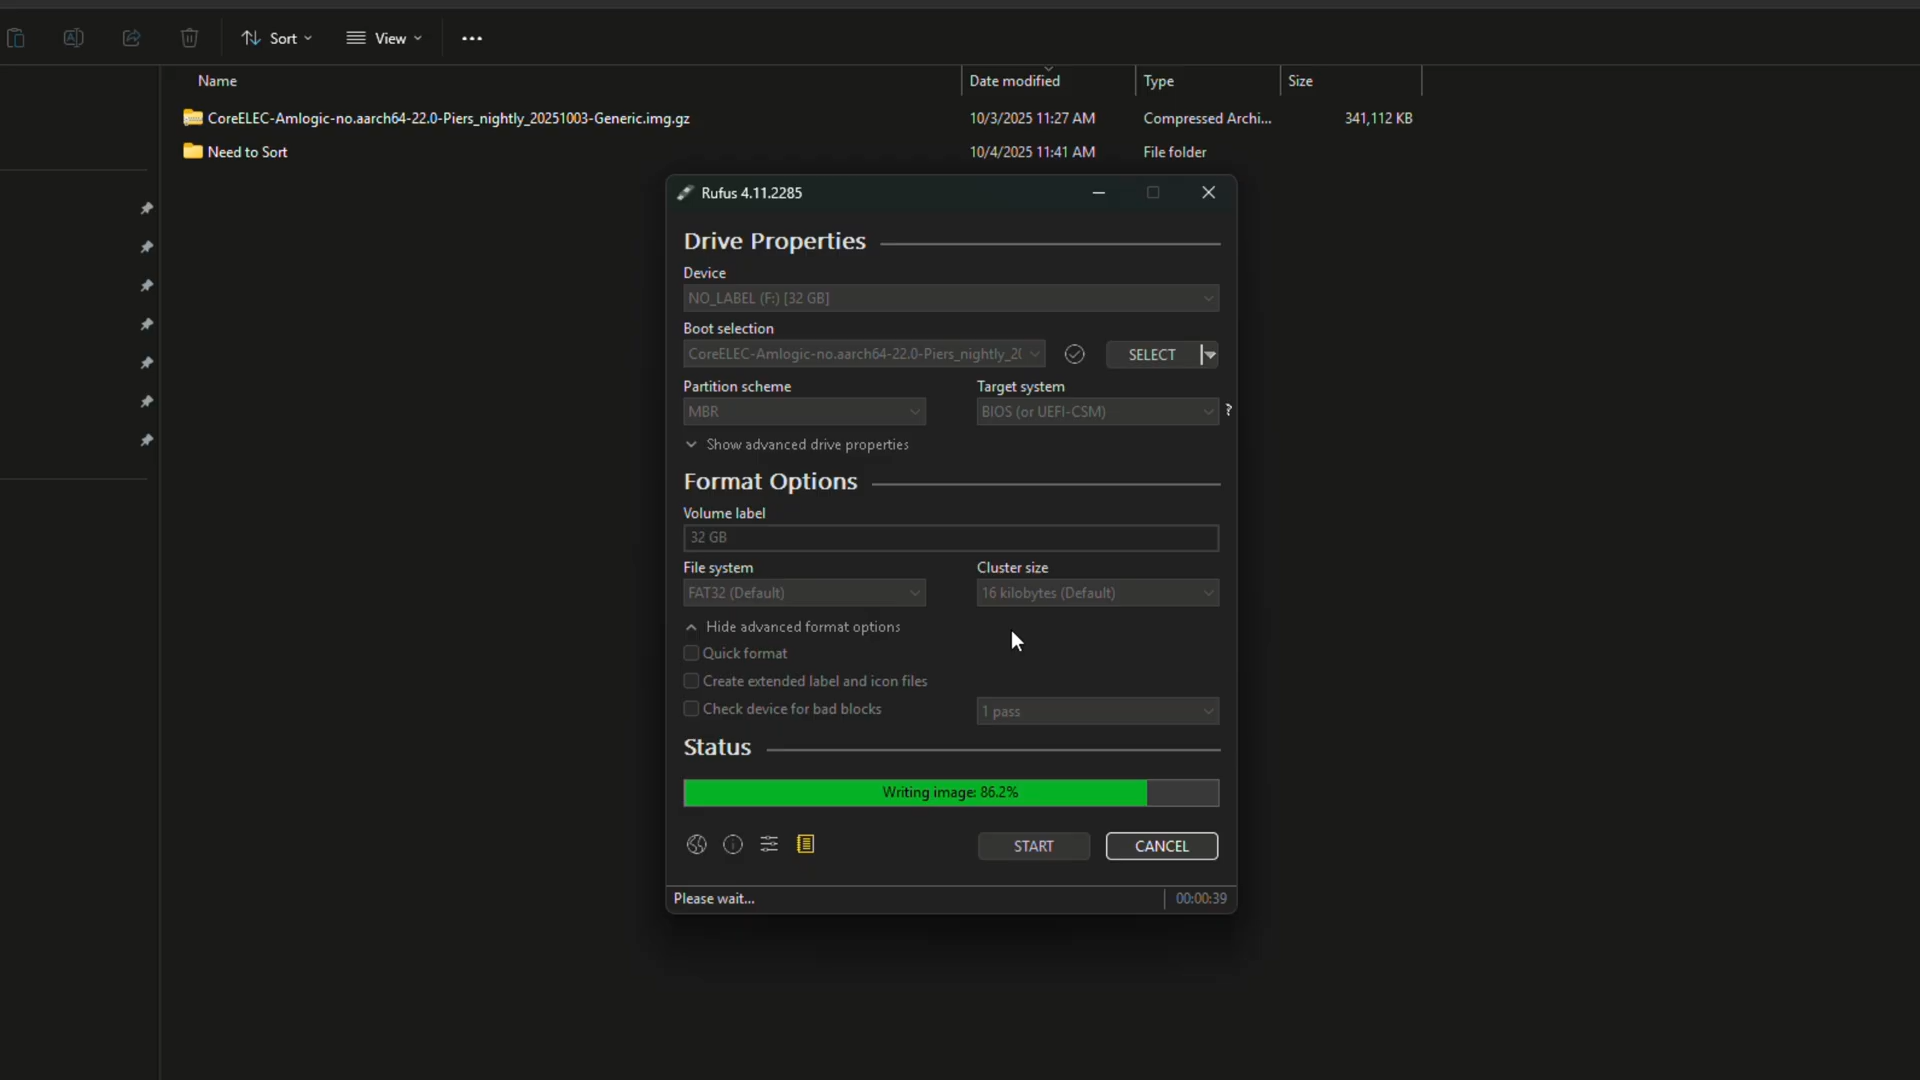 Sort
View
Name
Date modified
Type
Size
CoreELEC-Amlogic-no.aarch64-22.0-Piers_nightly_20251003-Generic.img.gz
10/3/2025 11:27 AM
Compressed Archi...
341,112 KB
Need to Sort
10/4/2025 11:41 AM
File folder
Rufus 4.11.2285
Drive Properties
Device
NO_LABEL (F:) [32 GB]
Boot selection
CoreELEC-Amlogic-no.aarch64-22.0-Piers_nightly_20
SELECT
Partition scheme
Target system
MBR
BIOS (or UEFI-CSM)
?
Show advanced drive properties
Format Options
Volume label
32 GB
File system
Cluster size
FAT32 (Default)
16 kilobytes (Default)
Hide advanced format options
Quick format
Create extended label and icon files
Check device for bad blocks
1 pass
Status
Writing image: 86.2%
START
CANCEL
Please wait...
00:00:39